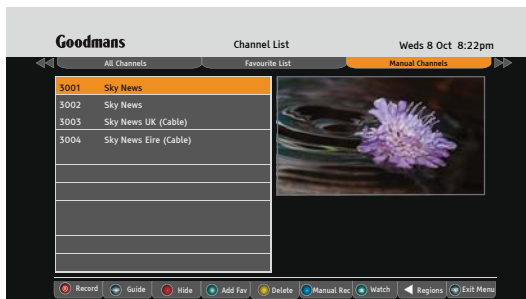 Goodmans Channel List Weds 8 Oct 8:22pm
All Channels Favourite List Manual Channels
3001 Sky News
3002 Sky News
3003 Sky News UK (Cable)
3004 Sky News Eire (Cable)
Record Guide Hide Add Fav Delete Manual Rec Watch Regions Exit Menu